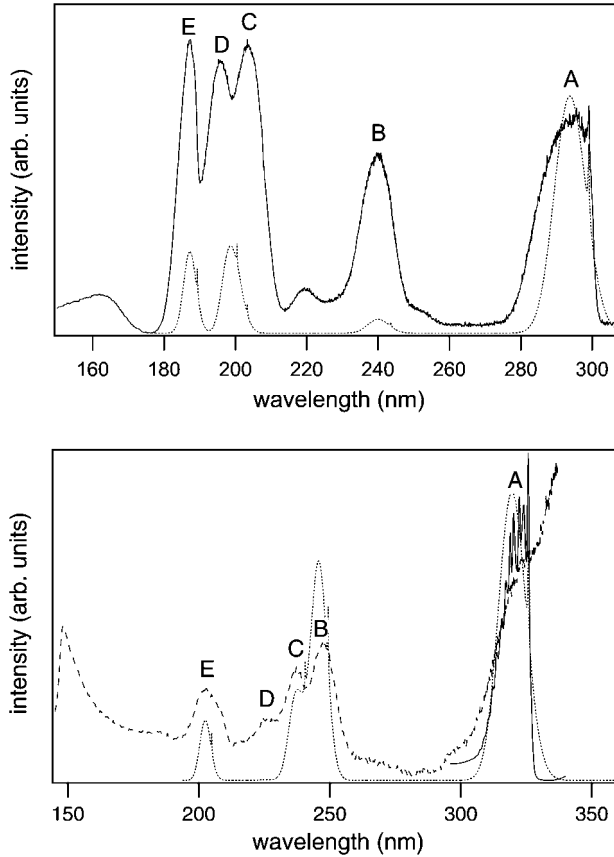 E
D
C
B
A
intensity (arb. units)
160
180
200
220
240
260
280
300
wavelength (nm)
A
B
C
D
E
intensity (arb. units)
150
200
250
300
350
wavelength (nm)